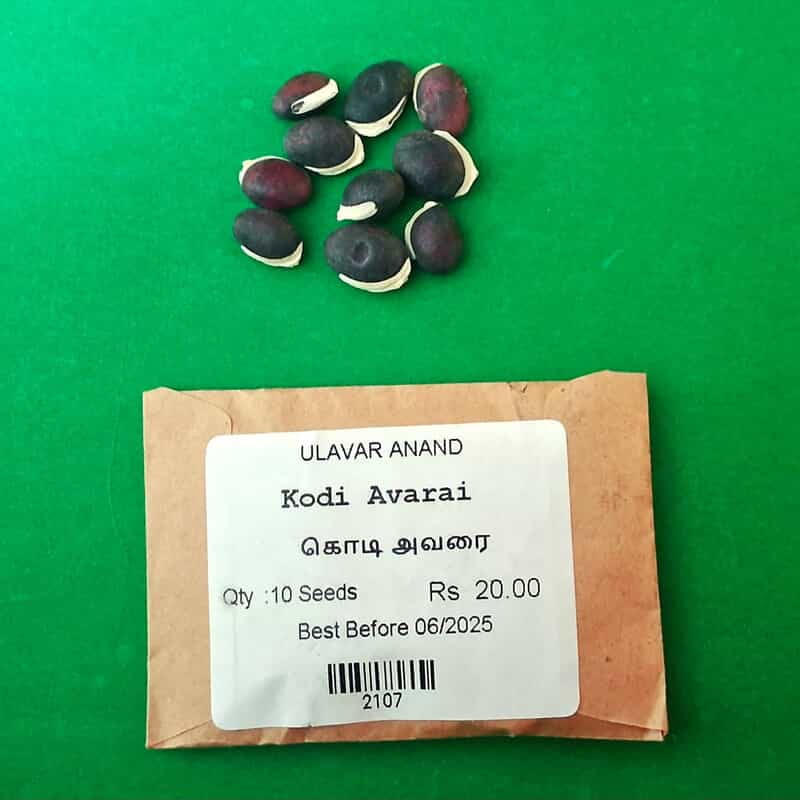 ULAVAR ANAND
Kodi Avarai
கொடி அவரை
Qty :10 Seeds Rs 20.00
Best Before 06/2025
2107